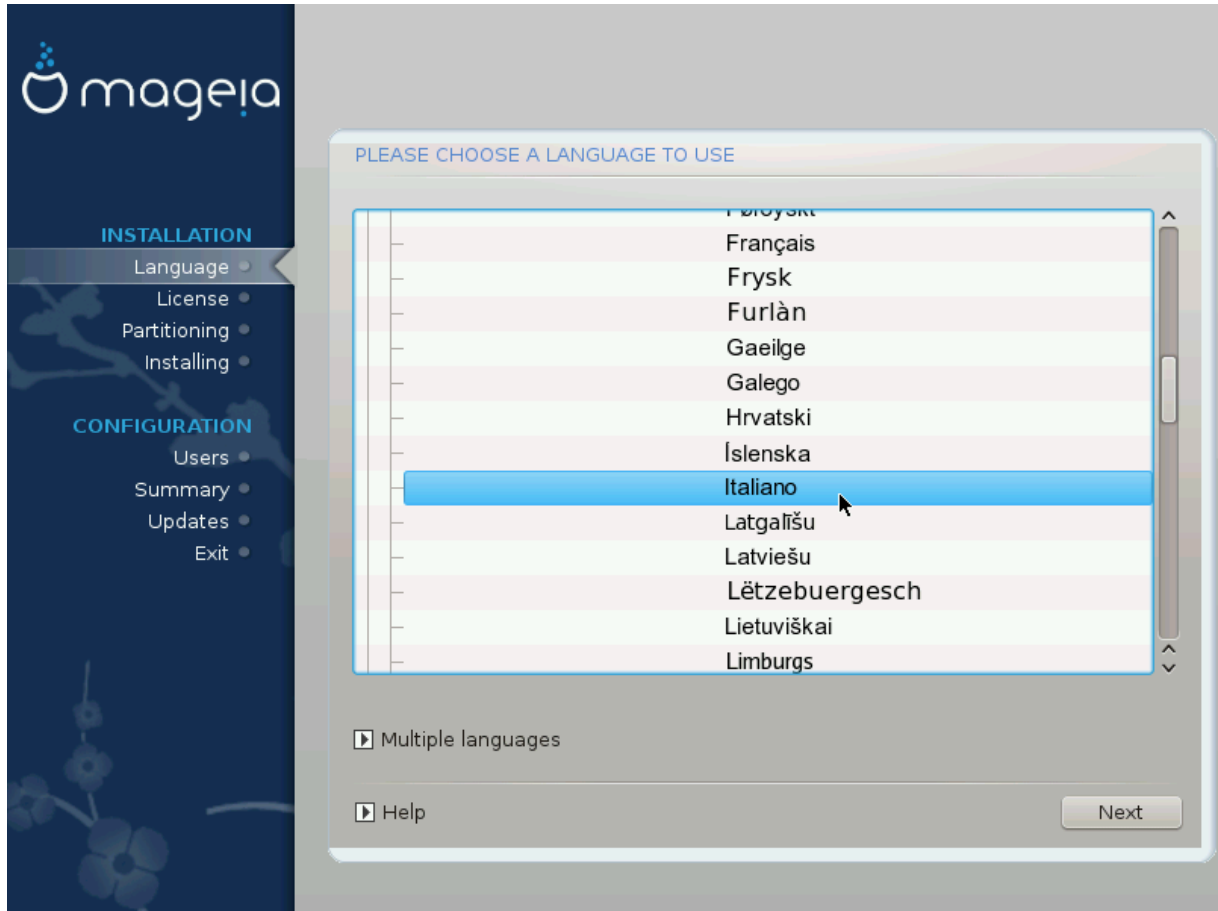 mageia
PLEASE CHOOSE A LANGUAGE TO USE
INSTALLATION
Language
License
Partitioning
Installing
CONFIGURATION
Users
Summary
Updates
Exit
Føroyskt
Français
Frysk
Furlàn
Gaeilge
Galego
Hrvatski
Íslenska
Italiano
Latgalīšu
Latviešu
Lëtzebuergesch
Lietuviškai
Limburgs
Multiple languages
Help
Next